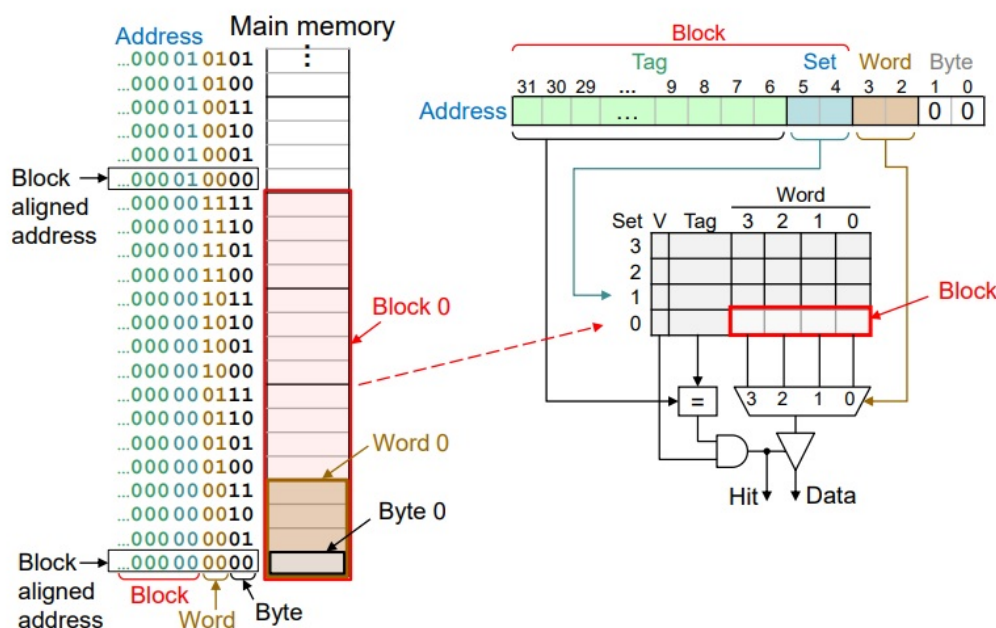 Main memory
Address
⋮
...000 01 01 01
...000 01 01 00
...000 01 00 11
...000 01 00 10
...000 01 00 01
...000 01 00 00
...000 00 11 11
...000 00 11 10
...000 00 11 01
...000 00 11 00
...000 00 10 11
...000 00 10 10
...000 00 10 01
...000 00 10 00
...000 00 01 11
...000 00 01 10
...000 00 01 01
...000 00 01 00
...000 00 00 11
...000 00 00 10
...000 00 00 01
...000 00 00 00
Block
aligned
address
Block
aligned
address
Block
Word
Byte
Block 0
Word 0
Byte 0
Block
Tag Set Word Byte
31 30 29 ... 9 8 7 6 5 4 3 2 1 0
Address ... 0 0
Word
Set V Tag 3 2 1 0
3
2
1
0
Block
= 3 2 1 0
Hit Data